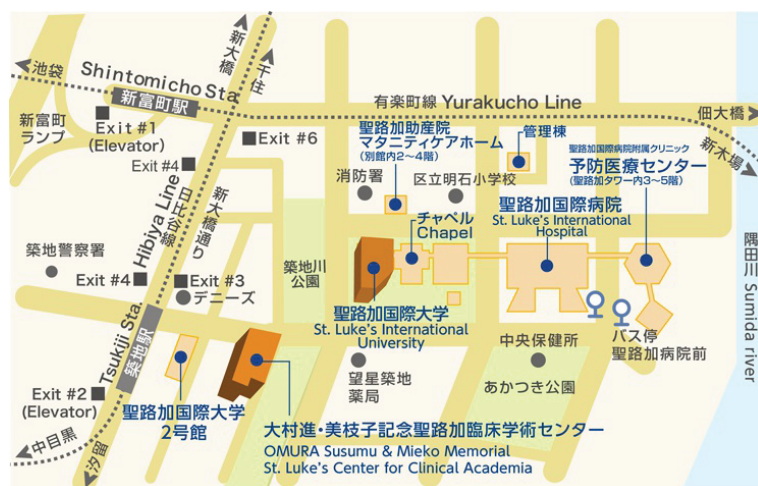 新大橋
千住
池袋
Shintomicho Sta.
新富町駅
有楽町線 Yurakucho Line
佃大橋
新木場
新富町
ランプ
Exit #1
(Elevator)
Exit #6
Exit #4
聖路加助産院
マタニティケアホーム
(別館内2～4階)
管理棟
聖路加国際病院附属クリニック
予防医療センター
(聖路加タワー内3～5階)
消防署
区立明石小学校
Hibiya Line
日比谷線
新大橋通り
チャペル
Chapel
聖路加国際病院
St. Luke's International
Hospital
築地警察署
Exit #4
Exit #3
デニーズ
築地川
公園
隅田川 Sumida river
聖路加国際大学
St. Luke's International
University
Tsukiji Sta.
築地駅
中央保健所
バス停
聖路加病院前
望星築地
薬局
あかつき公園
Exit #2
(Elevator)
聖路加国際大学
2号館
中目黒
汐留
大村進・美枝子記念聖路加臨床学術センター
OMURA Susumu & Mieko Memorial
St. Luke's Center for Clinical Academia